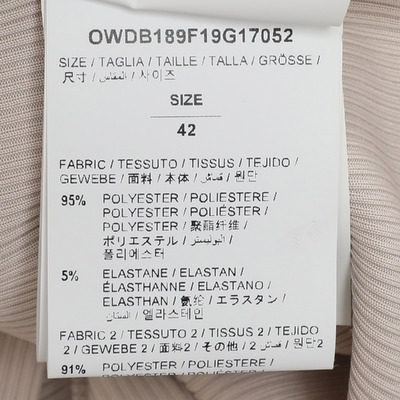 OWDB189F19G17052
SIZE / TAGLIA / TAILLE / TALLA / GRÖSSE /
尺寸 / المقاس / 사이즈
SIZE
42
FABRIC / TESSUTO / TISSUS / TEJIDO /
GEWEBE / 面料 / 本体 / قماش / 원단
95% POLYESTER / POLIESTERE /
POLYESTER / POLIÉSTER /
POLYESTER / 聚酯纤维 /
ポリエステル / البوليستر /
폴리에스터
5% ELASTANE / ELASTAN /
ÉLASTHANNE / ELASTANO /
ELASTHAN / 氨纶 / エラスタン /
الستان / 엘라스테인
FABRIC 2 / TESSUTO 2 / TISSUS 2 / TEJIDO
2 / GEWEBE 2 / 面料2 / その他 / 2 قماش / 원단2
91% POLYESTER / POLIESTERE /